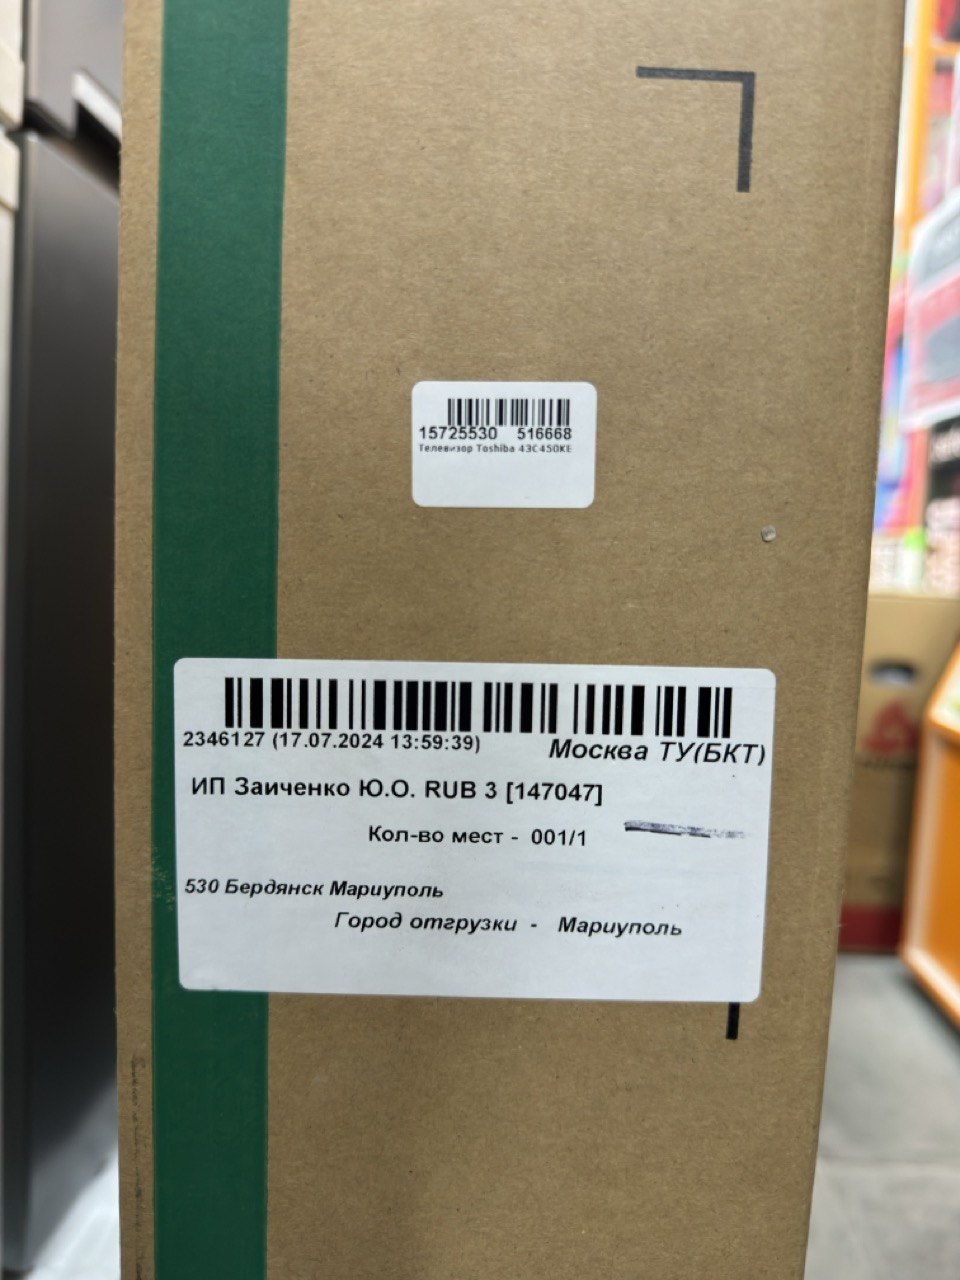 15725530 516668
Телевизор Toshiba 43C450KE
2346127 (17.07.2024 13:59:39)
Москва ТУ(БКТ)
ИП Заиченко Ю.О. RUB 3 [147047]
Кол-во мест - 001/1
530 Бердянск Мариуполь
Город отгрузки - Мариуполь